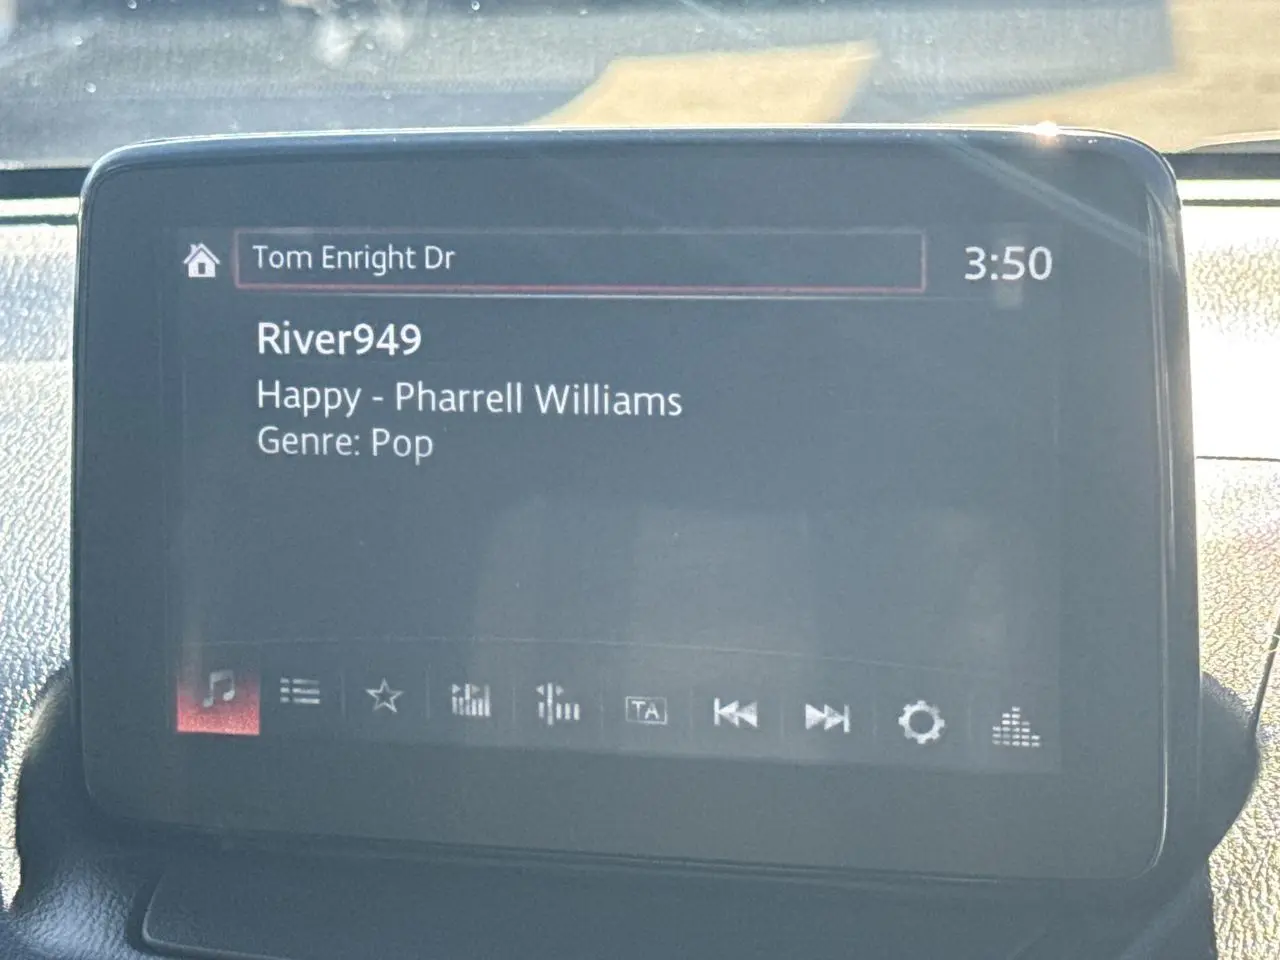 Tom Enright Dr
3:50
River949
Happy - Pharrell Williams
Genre: Pop
TA